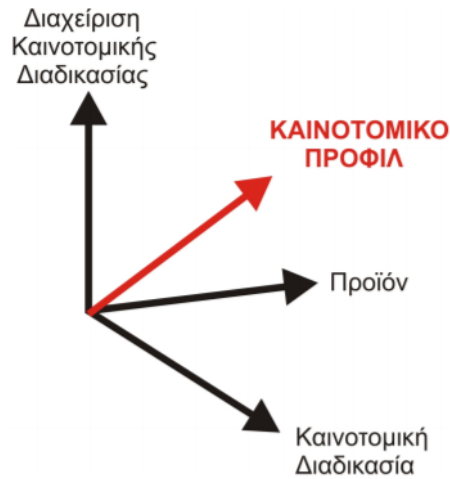 Διαχείριση
Καινοτομικής
Διαδικασίας
ΚΑΙΝΟΤΟΜΙΚΟ
ΠΡΟΦΙΛ
Προϊόν
Καινοτομική
Διαδικασία